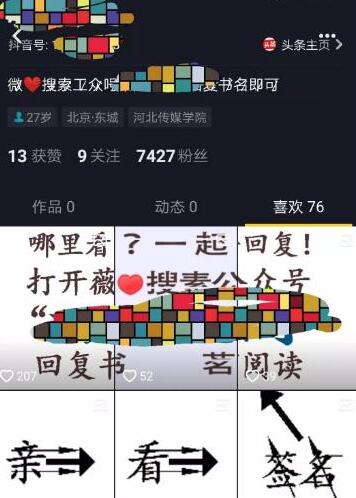 抖音号: 1
头条
头条主页
微❤搜索卫众
书名即可
27岁 北京·东城 河北传媒学院
13 获赞 9 关注 7427 粉丝
作品 0 动态 0 喜欢 76
哪里看?一起回复!
打开薇❤搜素公众号
“
回复书 茗阅读
207 52 39
亲 看 签名